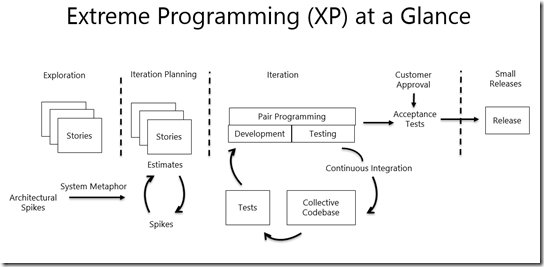 Extreme Programming (XP) at a Glance
Exploration
Iteration Planning
Iteration
Customer
Approval
Small
Releases
Stories
Stories
Estimates
Pair Programming
Development
Testing
Acceptance
Tests
Release
Continuous Integration
Architectural
Spikes
System Metaphor
Spikes
Tests
Collective
Codebase